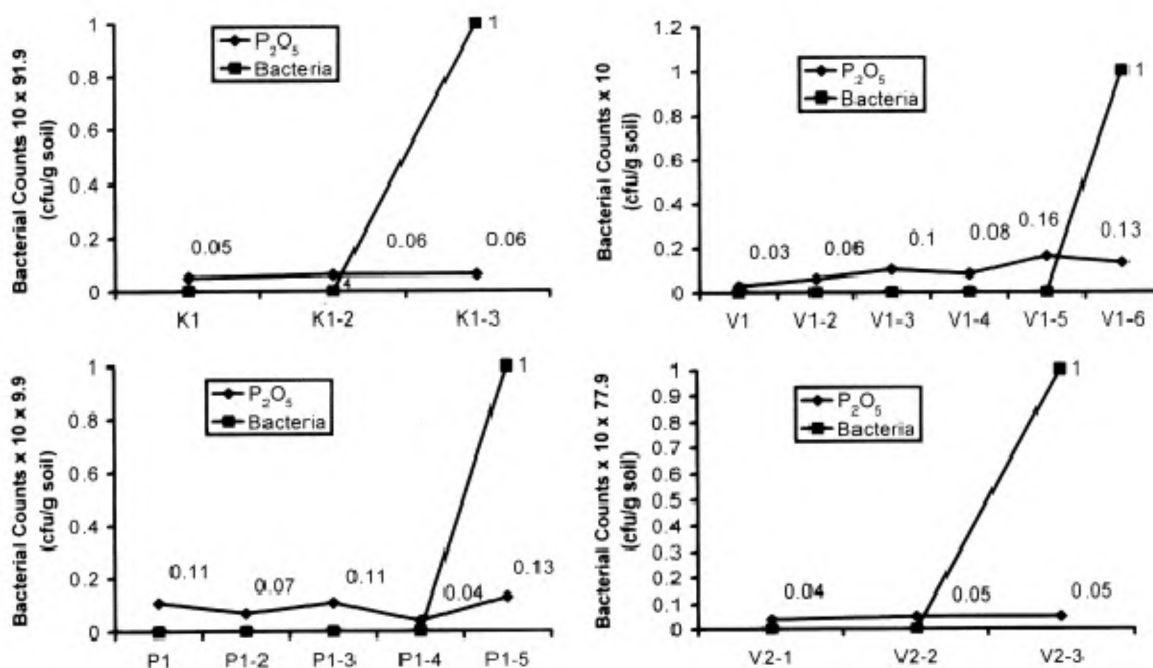 Bacterial Counts 10 x 91.9
(cfu/g soil)
1
0.8
0.6
0.4
0.2
0
P₂O₅
Bacteria
1
0.05
0.06
0.06
4
K1
K1-2
K1-3
Bacterial Counts x 10
(cfu/g soil)
1.2
1
0.8
0.6
0.4
0.2
0
P₂O₅
Bacteria
1
0.03
0.06
0.1
0.08
0.16
0.13
V1
V1-2
V1=3
V1=4
V1-5
V1=6
Bacterial Counts x 10 x 9.9
(cfu/g soil)
1
0.8
0.6
0.4
0.2
0
P₂O₅
Bacteria
1
0.11
0.07
0.11
0.04
0.13
P1
P1-2
P1-3
P1-4
P1-5
Bacterial Counts x 10 x 77.9
(cfu/g soil)
1
0.9
0.8
0.7
0.6
0.5
0.4
0.3
0.2
0.1
0
P₂O₅
Bacteria
1
0.04
0.05
0.05
V2-1
V2-2
V2-3